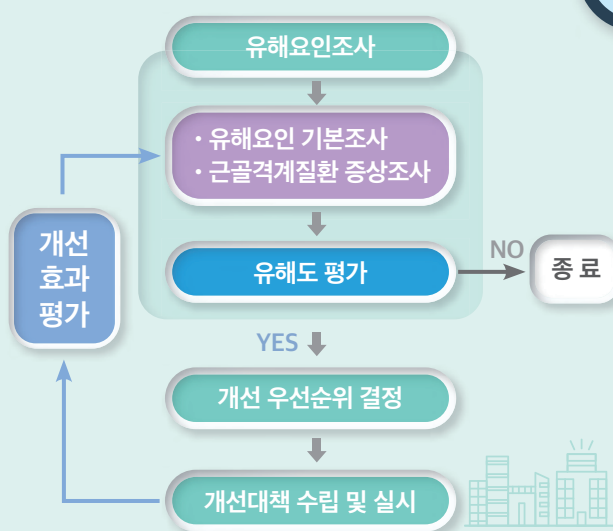 유해요인조사
· 유해요인 기본조사
· 근골격계질환 증상조사
유해도 평가
NO
종 료
개선
효과
평가
YES
개선 우선순위 결정
개선대책 수립 및 실시